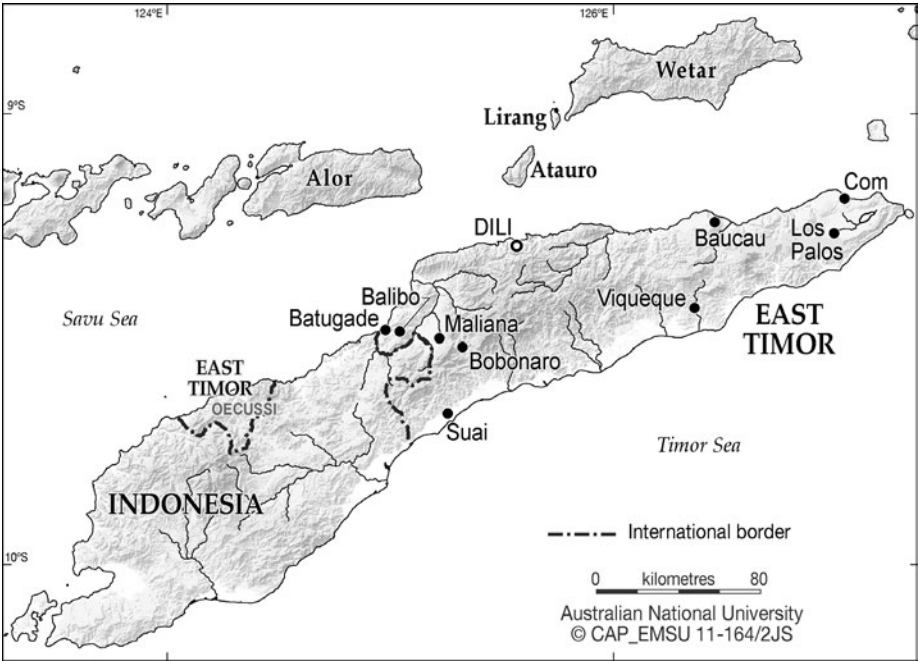 124°E
126°E
Wetar
9°S
Lirang
Alor
Atauro
Com
DILI
Baucau
Los
Palos
Balibo
Savu Sea
Batugade
Viqueque
EAST
TIMOR
Maliana
Bobonaro
EAST
TIMOR
OECUSSI
Suai
Timor Sea
INDONESIA
International border
10°S
0 kilometres 80
Australian National University
© CAP_EMSU 11-164/2JS